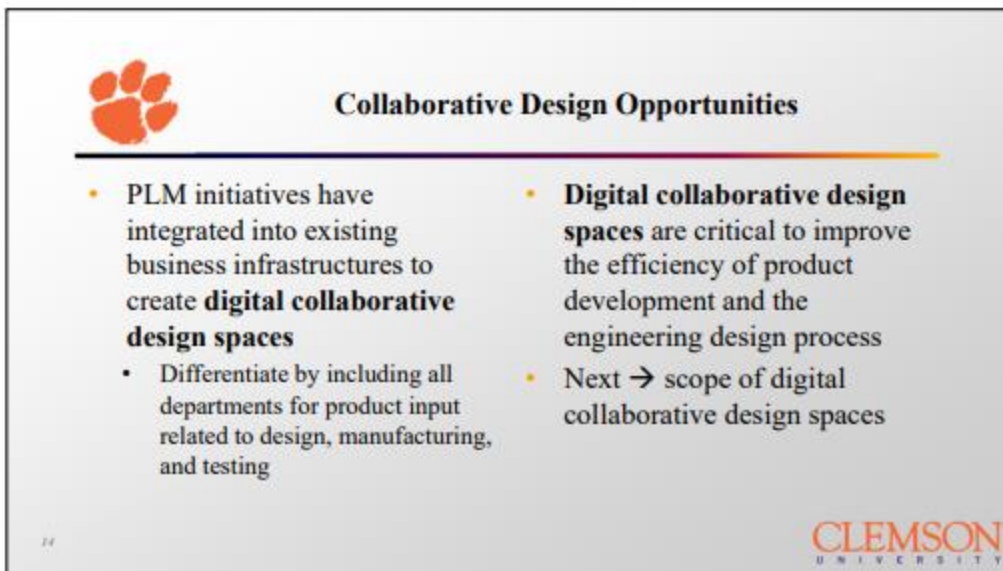 Collaborative Design Opportunities
• PLM initiatives have
integrated into existing
business infrastructures to
create digital collaborative
design spaces
• Differentiate by including all
departments for product input
related to design, manufacturing,
and testing
• Digital collaborative design
spaces are critical to improve
the efficiency of product
development and the
engineering design process
• Next → scope of digital
collaborative design spaces
14
CLEMSON
UNIVERSITY